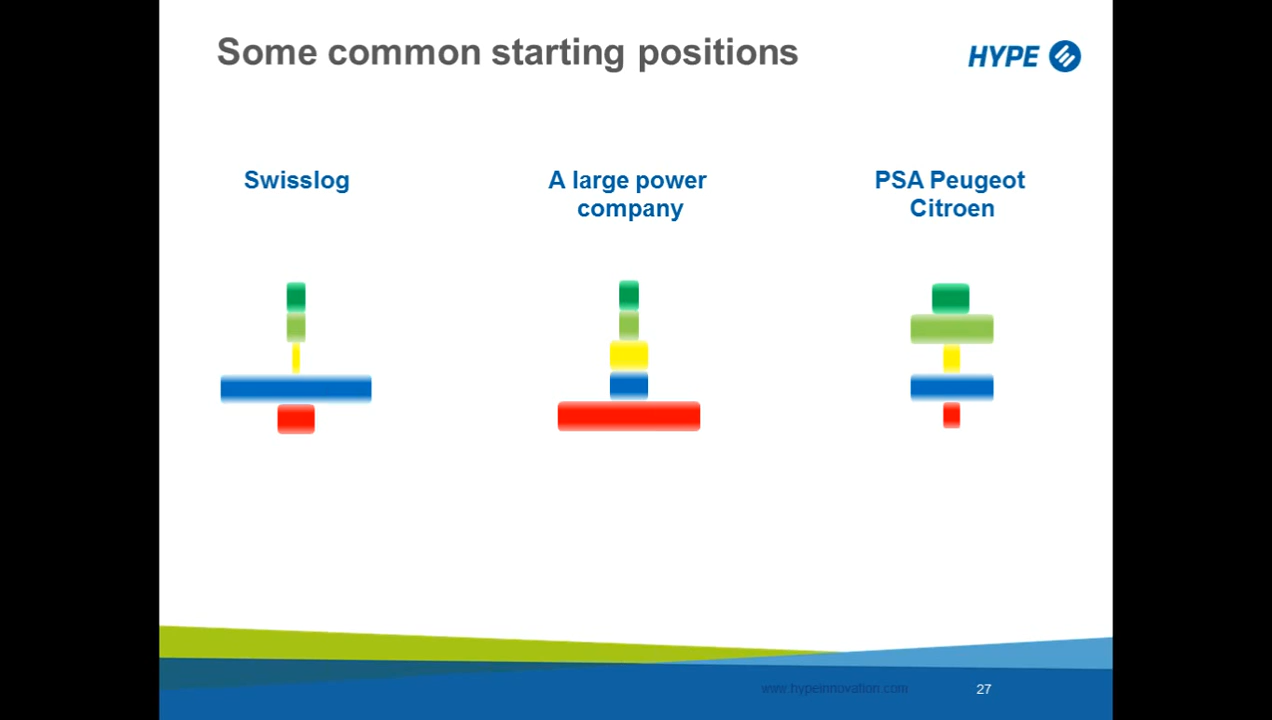 Some common starting positions
HYPE
Swisslog
A large power
company
PSA Peugeot
Citroen
www.hypeinnovation.com
27